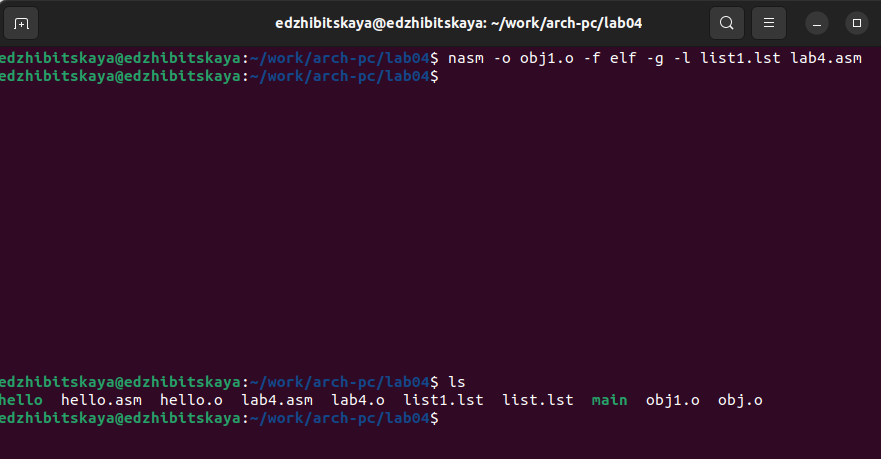 edzhibitskaya@edzhibitskaya: ~/work/arch-pc/lab04
edzhibitskaya@edzhibitskaya:~/work/arch-pc/lab04$ nasm -o obj1.o -f elf -g -l list1.lst lab4.asm
edzhibitskaya@edzhibitskaya:~/work/arch-pc/lab04$
edzhibitskaya@edzhibitskaya:~/work/arch-pc/lab04$ ls
hello  hello.asm  hello.o  lab4.asm  lab4.o  list1.lst  list.lst  main  obj1.o  obj.o
edzhibitskaya@edzhibitskaya:~/work/arch-pc/lab04$